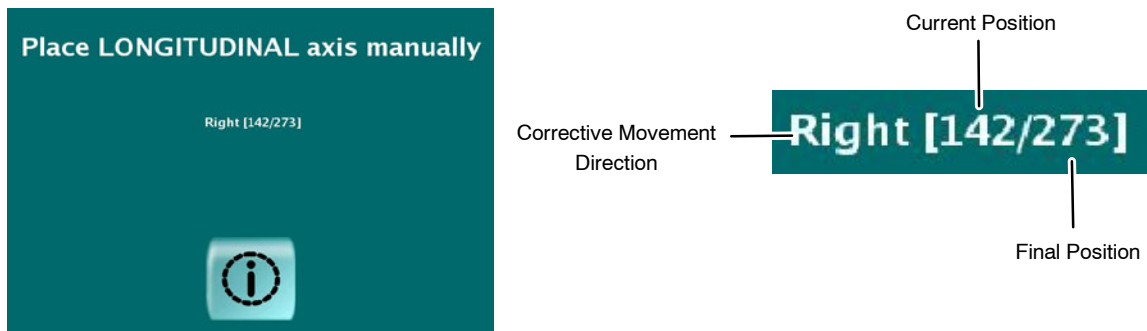 Place LONGITUDINAL axis manually
Right [142/273]
Current Position
Corrective Movement
Direction
Right [142/273]
Final Position